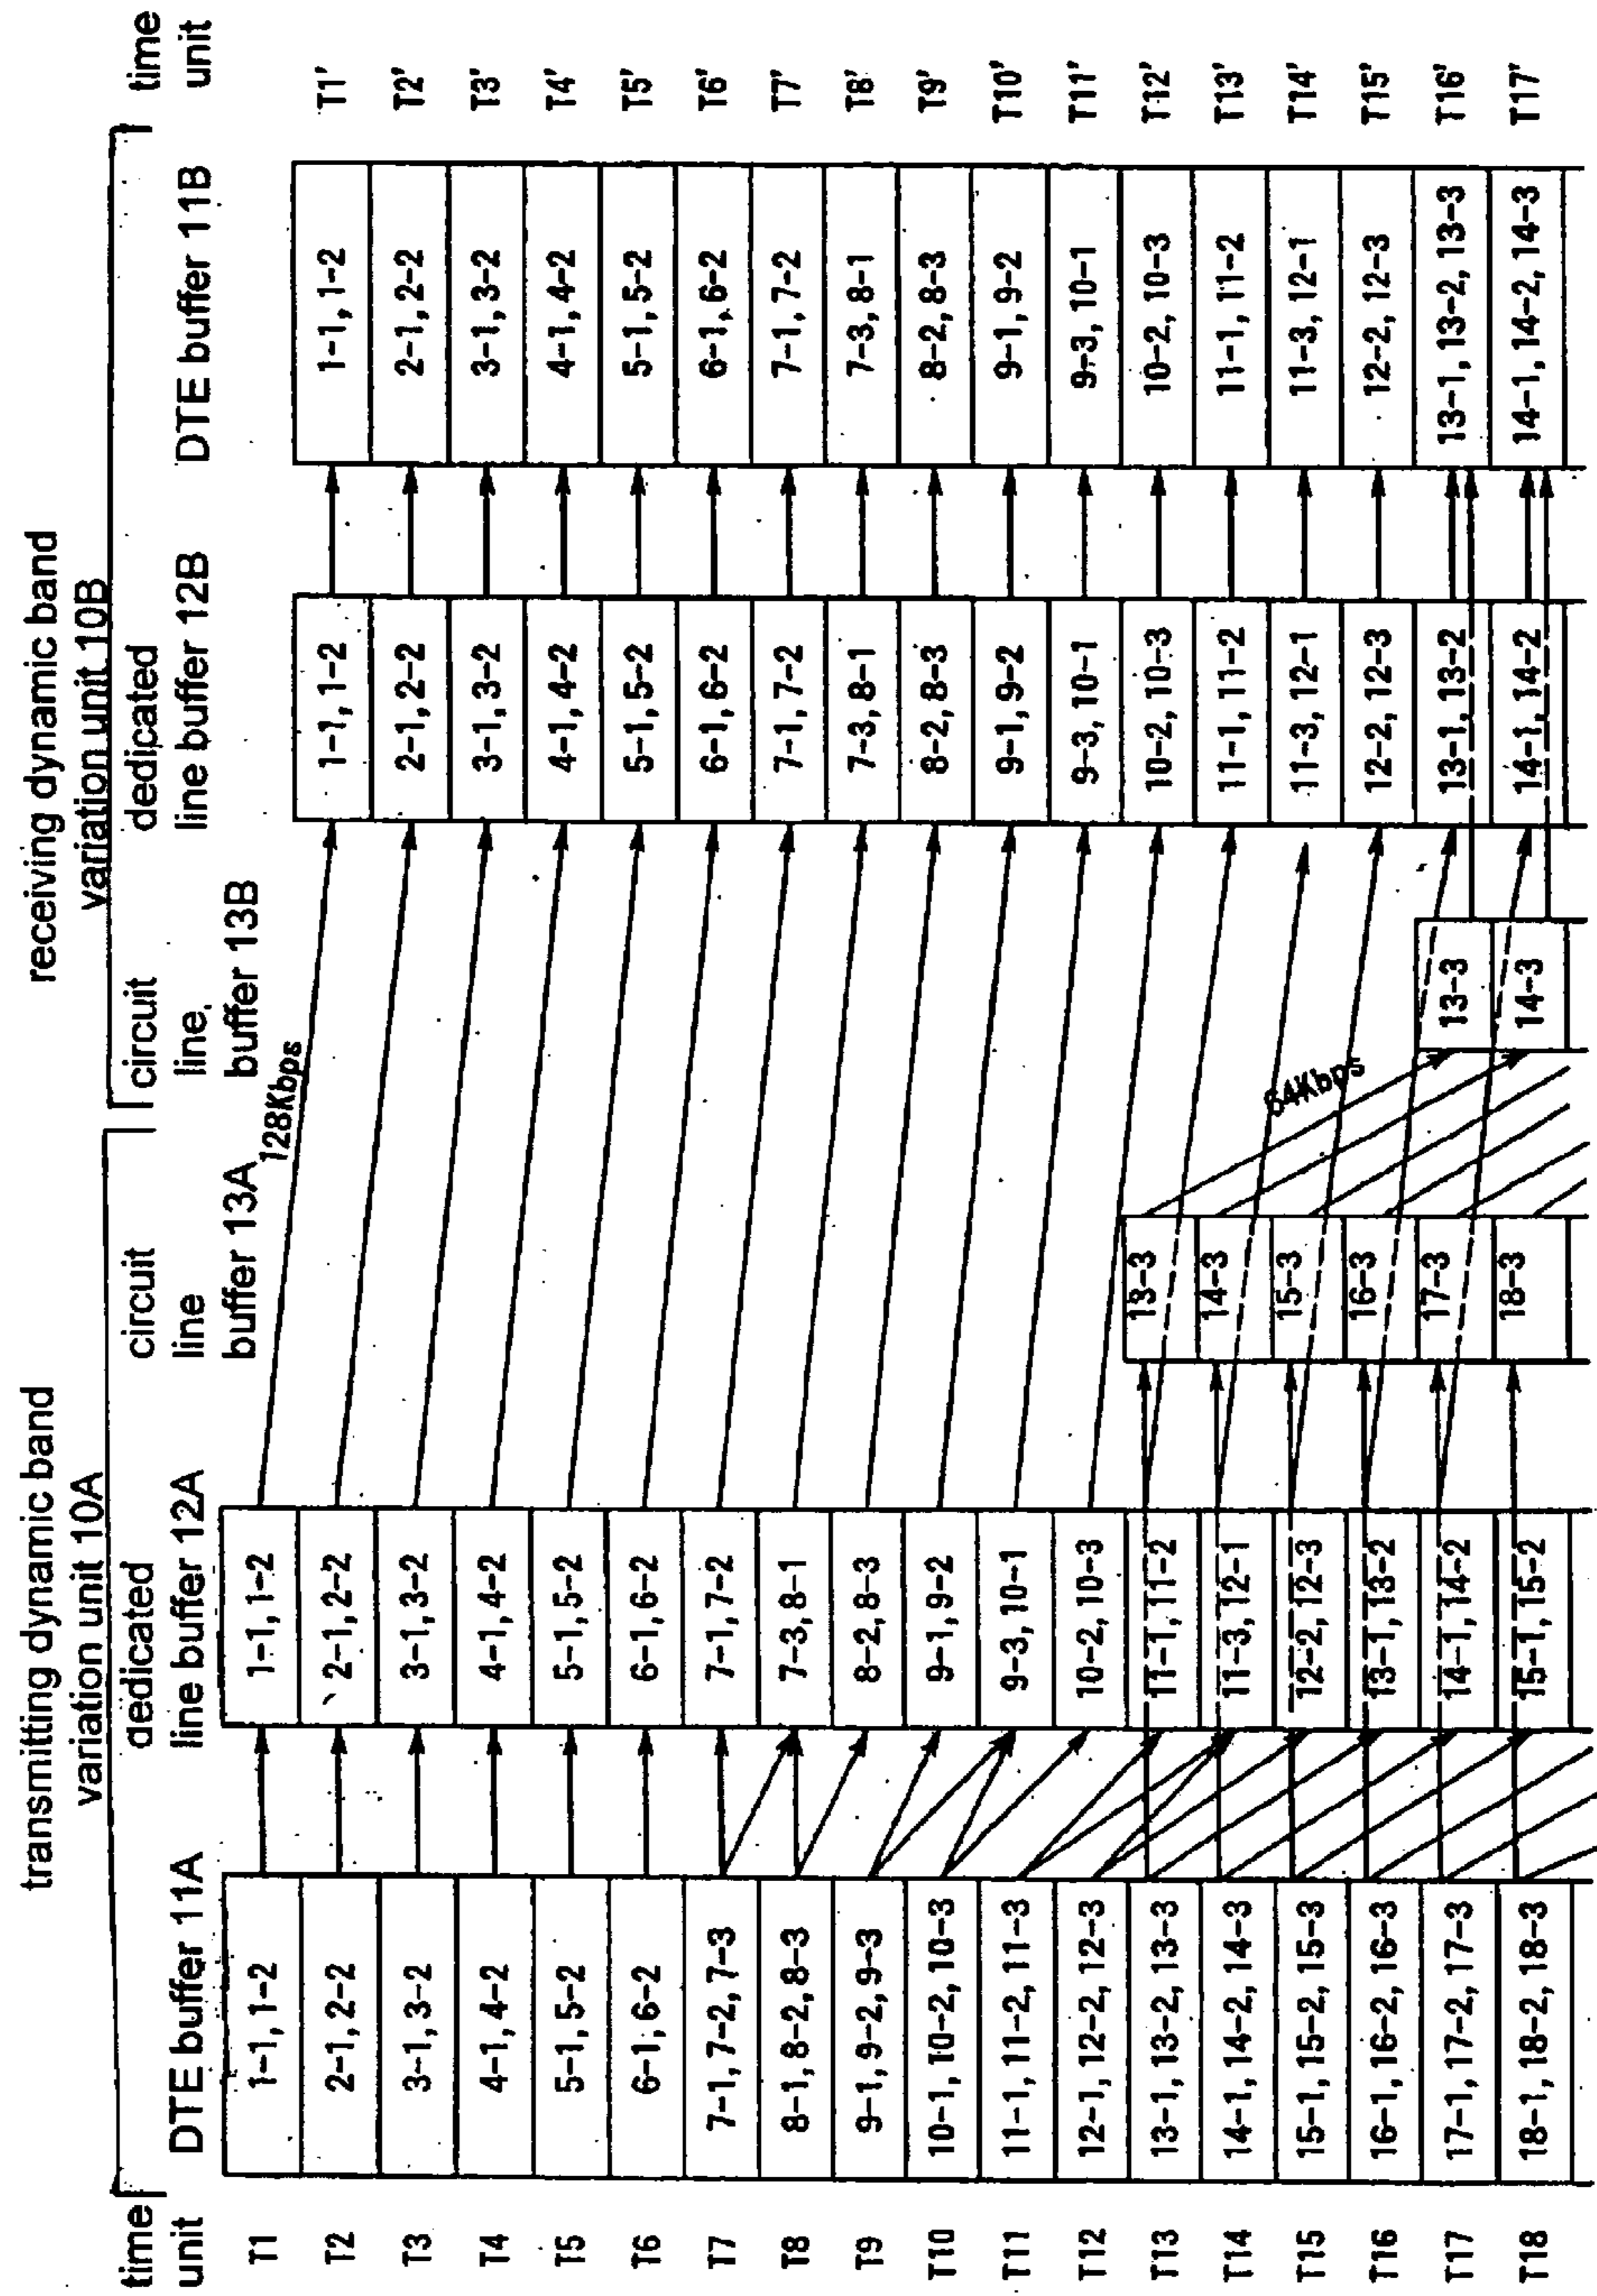 transmitting dynamic band
variation unit 10A
receiving dynamic band
variation unit 10B
time
unit
DTE buffer 11A
dedicated
line buffer 12A
circuit
line
buffer 13A
circuit
line
buffer 13B
dedicated
line buffer 12B
DTE buffer 11B
time
unit
128Kbps
64Kbps
T1 1-1, 1-2 1-1, 1-2 1-1, 1-2 1-1, 1-2 T1'
T2 2-1, 2-2 2-1, 2-2 2-1, 2-2 2-1, 2-2 T2'
T3 3-1, 3-2 3-1, 3-2 3-1, 3-2 3-1, 3-2 T3'
T4 4-1, 4-2 4-1, 4-2 4-1, 4-2 4-1, 4-2 T4'
T5 5-1, 5-2 5-1, 5-2 5-1, 5-2 5-1, 5-2 T5'
T6 6-1, 6-2 6-1, 6-2 6-1, 6-2 6-1, 6-2 T6'
T7 7-1, 7-2, 7-3 7-1, 7-2 7-1, 7-2 7-1, 7-2 T7'
T8 8-1, 8-2, 8-3 7-3, 8-1 7-3, 8-1 7-3, 8-1 T8'
T9 9-1, 9-2, 9-3 8-2, 8-3 8-2, 8-3 8-2, 8-3 T9'
T10 10-1, 10-2, 10-3 9-1, 9-2 9-1, 9-2 9-1, 9-2 T10'
T11 11-1, 11-2, 11-3 9-3, 10-1 9-3, 10-1 9-3, 10-1 T11'
T12 12-1, 12-2, 12-3 10-2, 10-3 10-2, 10-3 10-2, 10-3 T12'
T13 13-1, 13-2, 13-3 11-1, 11-2 13-3 11-1, 11-2 11-1, 11-2 T13'
T14 14-1, 14-2, 14-3 11-3, 12-1 14-3 11-3, 12-1 11-3, 12-1 T14'
T15 15-1, 15-2, 15-3 12-2, 12-3 15-3 12-2, 12-3 12-2, 12-3 T15'
T16 16-1, 16-2, 16-3 13-1, 13-2 16-3 13-3 13-1, 13-2 13-1, 13-2, 13-3 T16'
T17 17-1, 17-2, 17-3 14-1, 14-2 17-3 14-3 14-1, 14-2 14-1, 14-2, 14-3 T17'
T18 18-1, 18-2, 18-3 15-1, 15-2 18-3